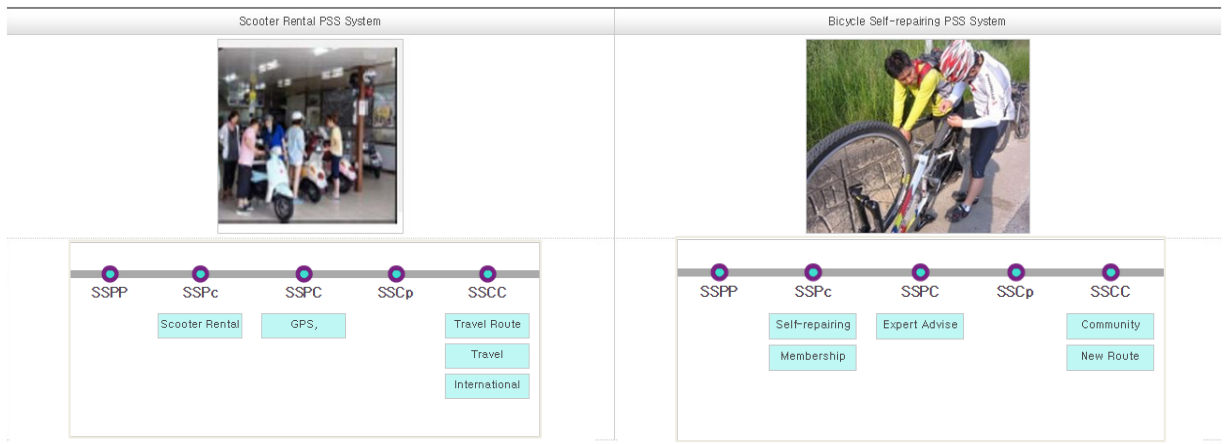 Scooter Rental PSS System
Bicycle Self-repairing PSS System
SSPP SSPc SSPC SSCp SSCC
Scooter Rental GPS, Travel Route
Travel
International
SSPP SSPc SSPC SSCp SSCC
Self-repairing Expert Advise Community
Membership New Route